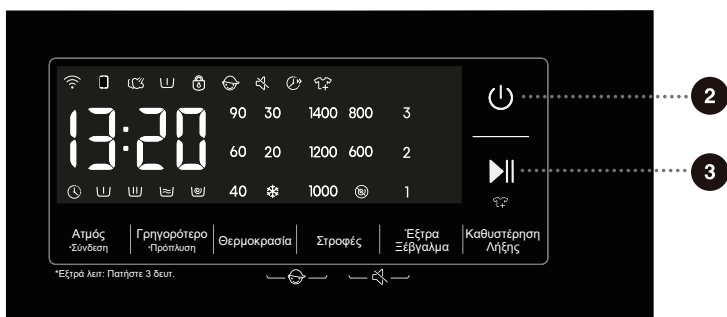 2
13:20
90 30 1400 800 3
60 20 1200 600 2
3
40 1000 1
Ατμός
*Σύνδεση
Γρηγορότερο
*Πρόπλυση
Θερμοκρασία
Στροφές
Έξτρα
Ξέβγαλμα
Καθυστέρηση
Λήξης
*Εξτρά λειτ: Πατήστε 3 δευτ.